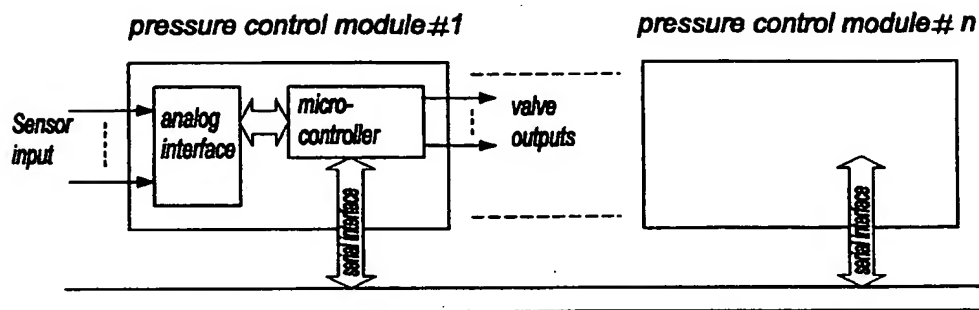 pressure control module#1
pressure control module# n
Sensor
input
analog
interface
micro-
controller
valve
outputs
serial interface
serial interface